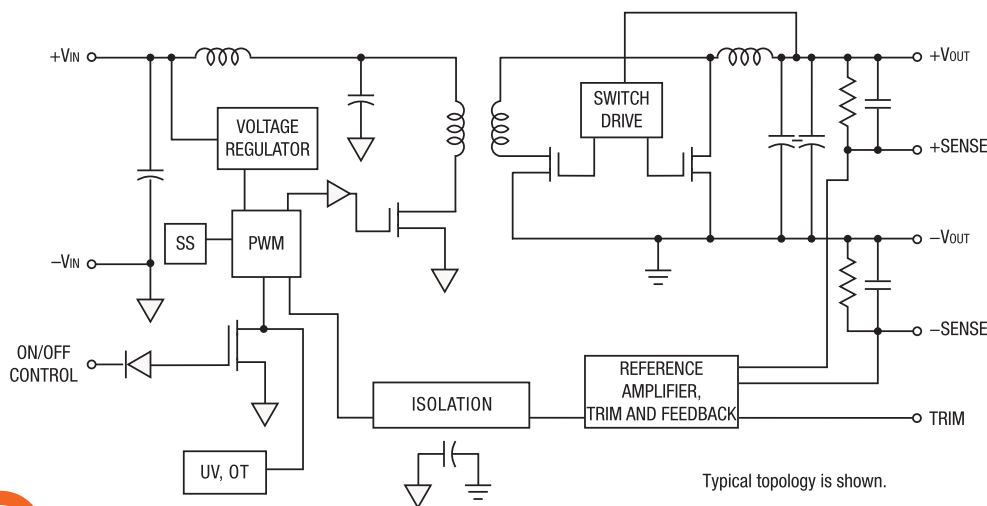 +VIN
+VOUT
SWITCH
DRIVE
VOLTAGE
REGULATOR
+SENSE
SS
PWM
−VOUT
−VIN
−SENSE
ON/OFF
CONTROL
REFERENCE
AMPLIFIER,
TRIM AND FEEDBACK
ISOLATION
TRIM
UV, OT
Typical topology is shown.